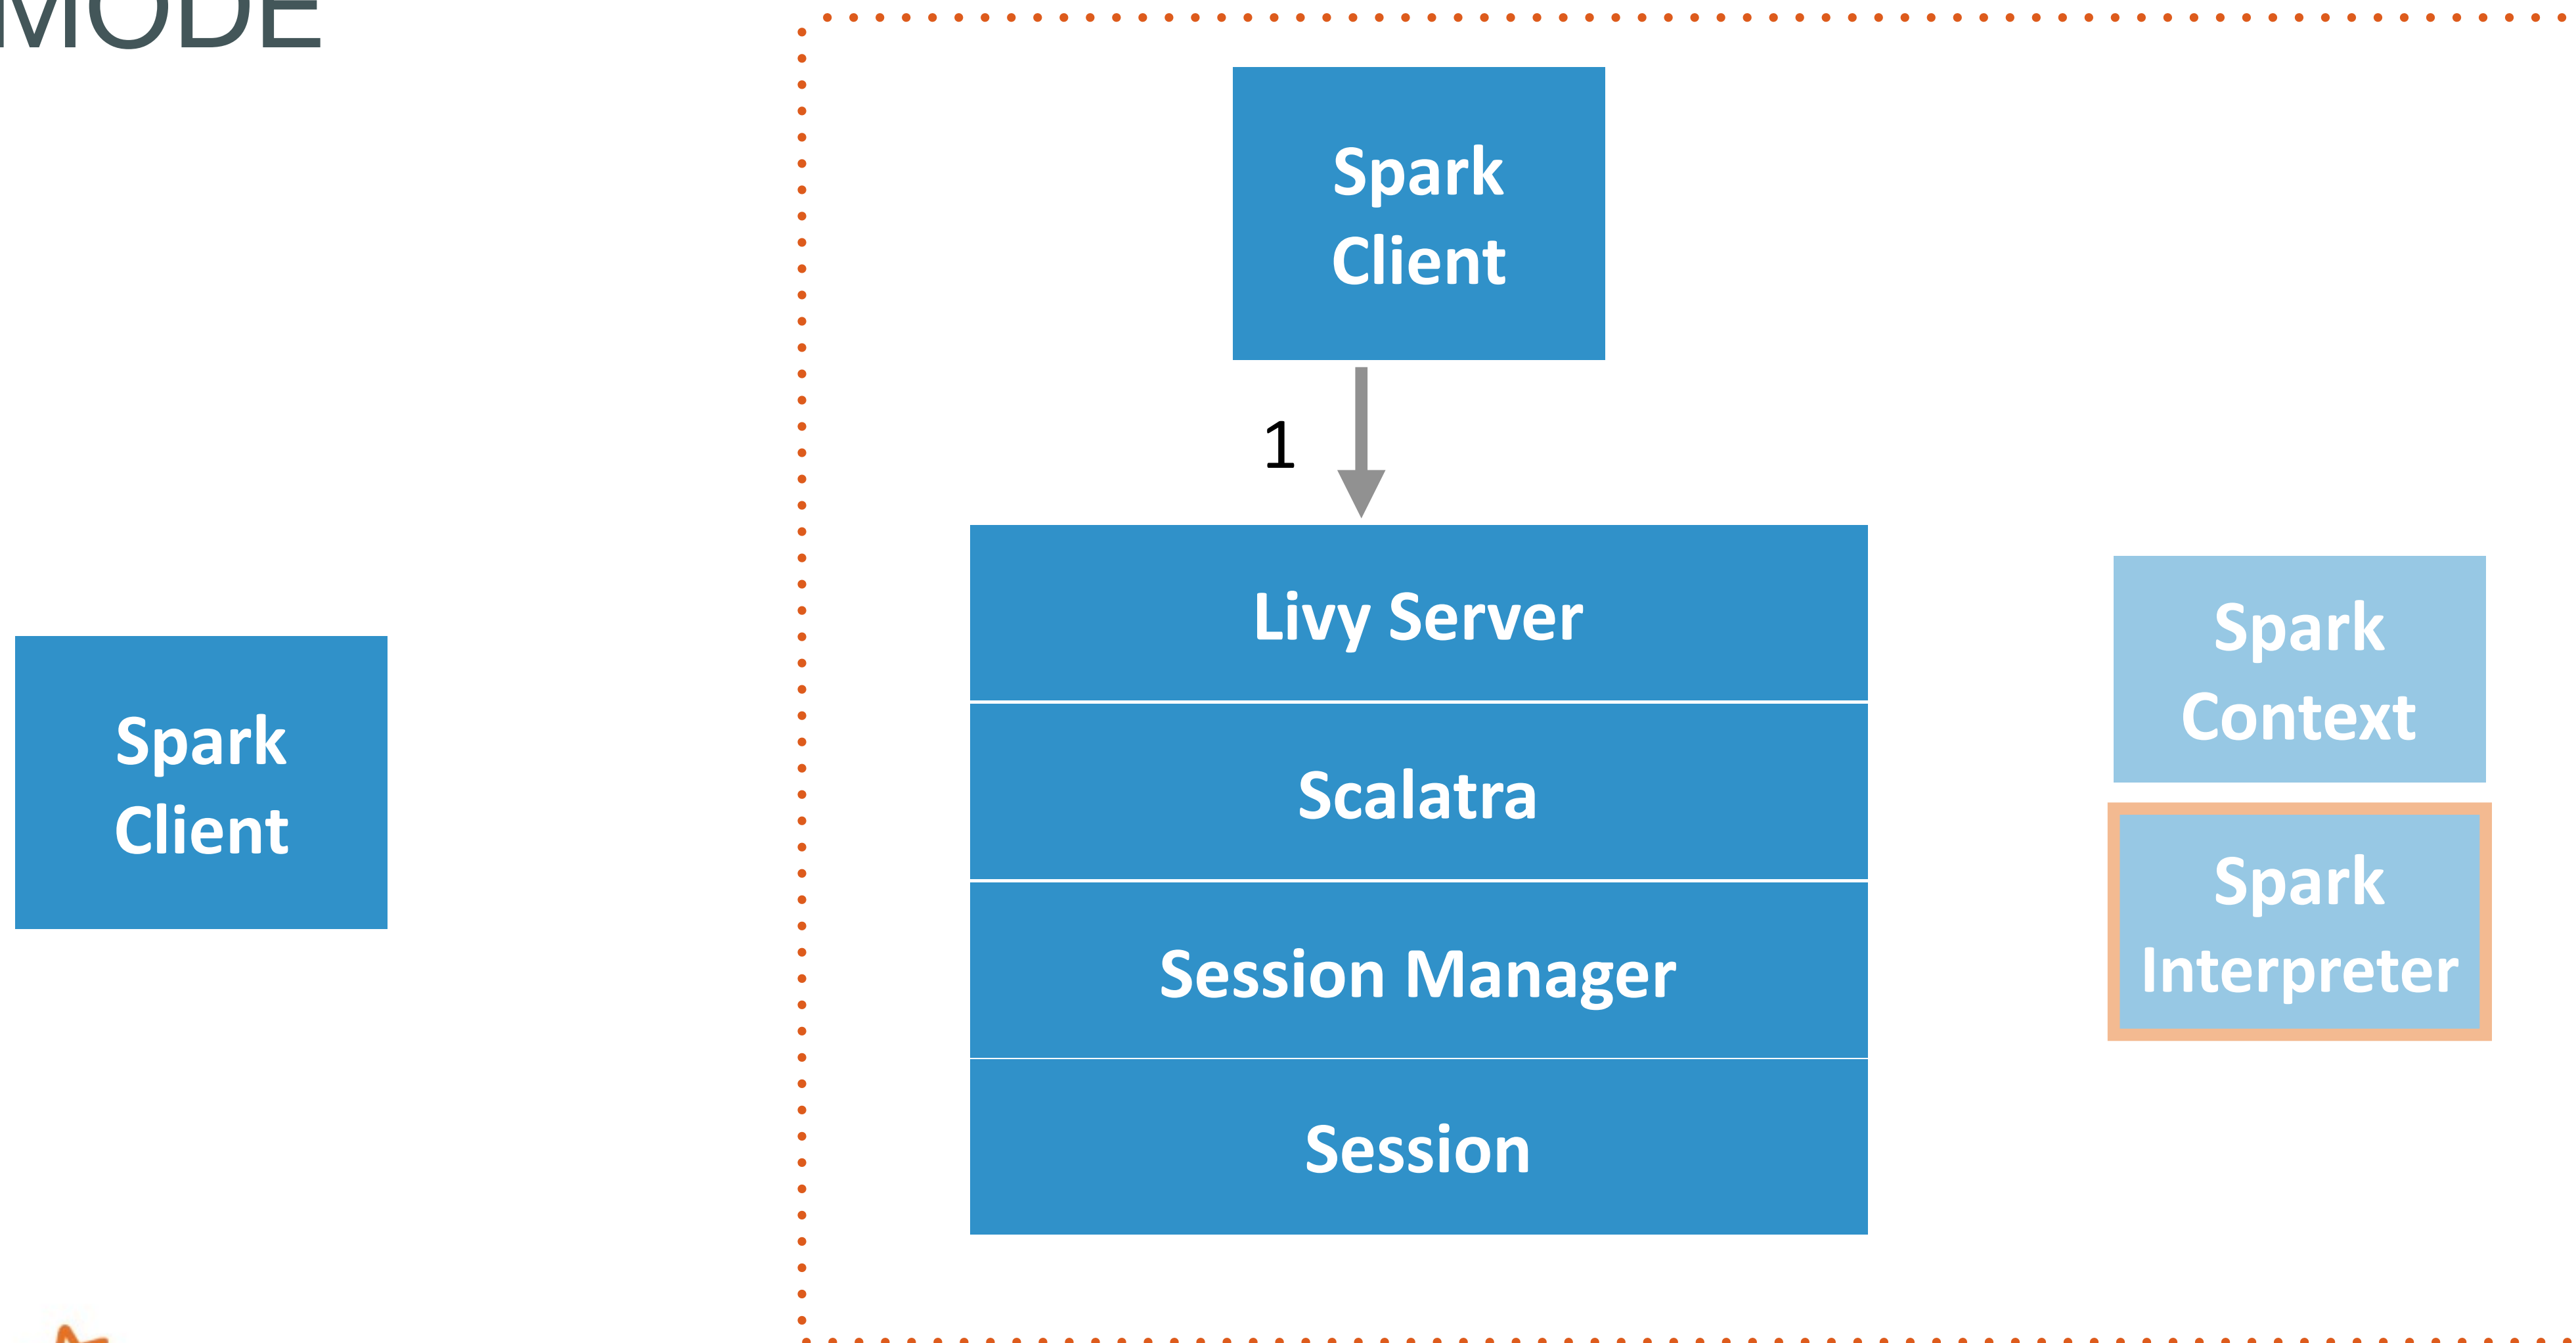 MODE
Spark
Client
1
Livy Server
Scalatra
Session Manager
Session
Spark
Client
Spark
Context
Spark
Interpreter